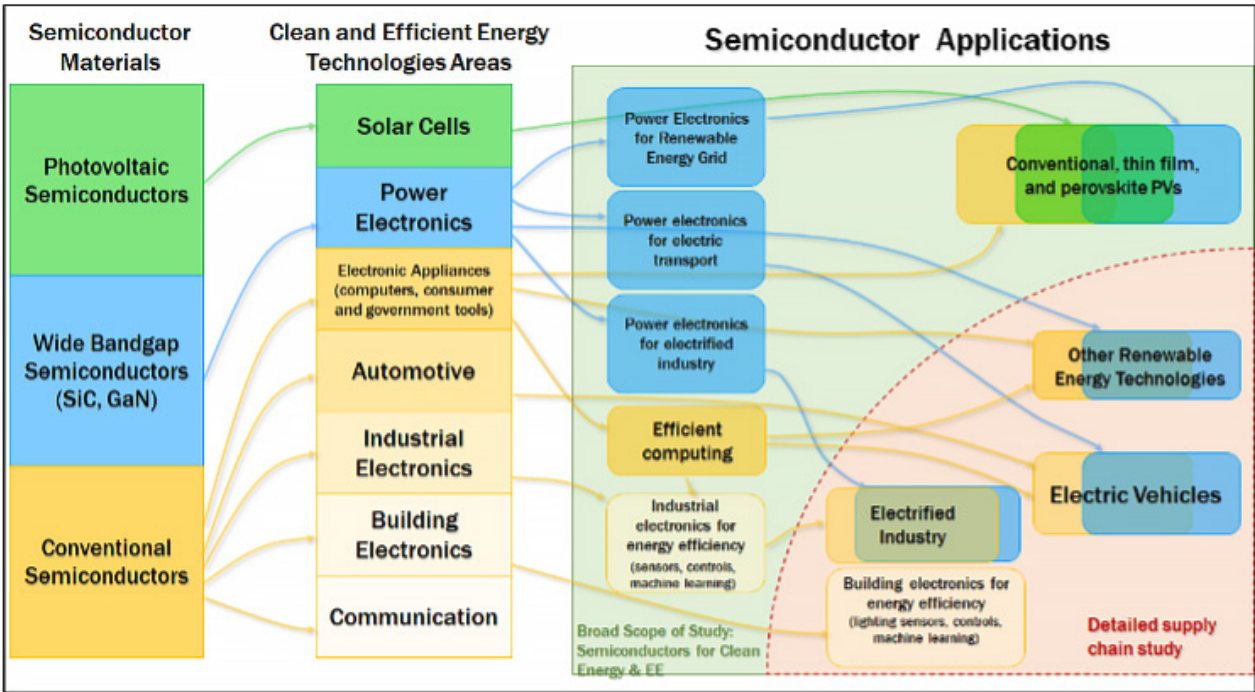 Semiconductor
Materials
Clean and Efficient Energy
Technologies Areas
Semiconductor Applications
Photovoltaic
Semiconductors
Wide Bandgap
Semiconductors
(SiC, GaN)
Conventional
Semiconductors
Solar Cells
Power
Electronics
Electronic Appliances
(computers, consumer
and government tools)
Automotive
Industrial
Electronics
Building
Electronics
Communication
Power Electronics
for Renewable
Energy Grid
Power electronics
for electric
transport
Power electronics
for electrified
industry
Efficient
computing
Industrial
electronics for
energy efficiency
(sensors, controls,
machine learning)
Conventional, thin film,
and perovskite PVs
Other Renewable
Energy Technologies
Electric Vehicles
Electrified
Industry
Building electronics for
energy efficiency
(lighting sensors, controls,
machine learning)
Broad Scope of Study:
Semiconductors for Clean
Energy & EE
Detailed supply
chain study